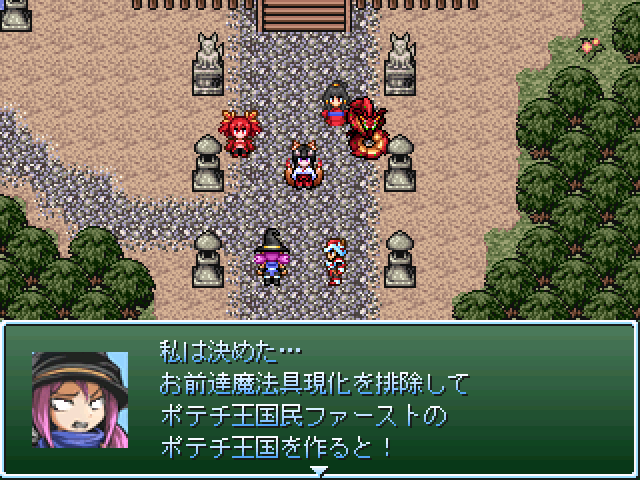 私は決めた…
お前達魔法具現化を排除して
ポテチ王国民ファーストの
ポテチ王国を作ると！